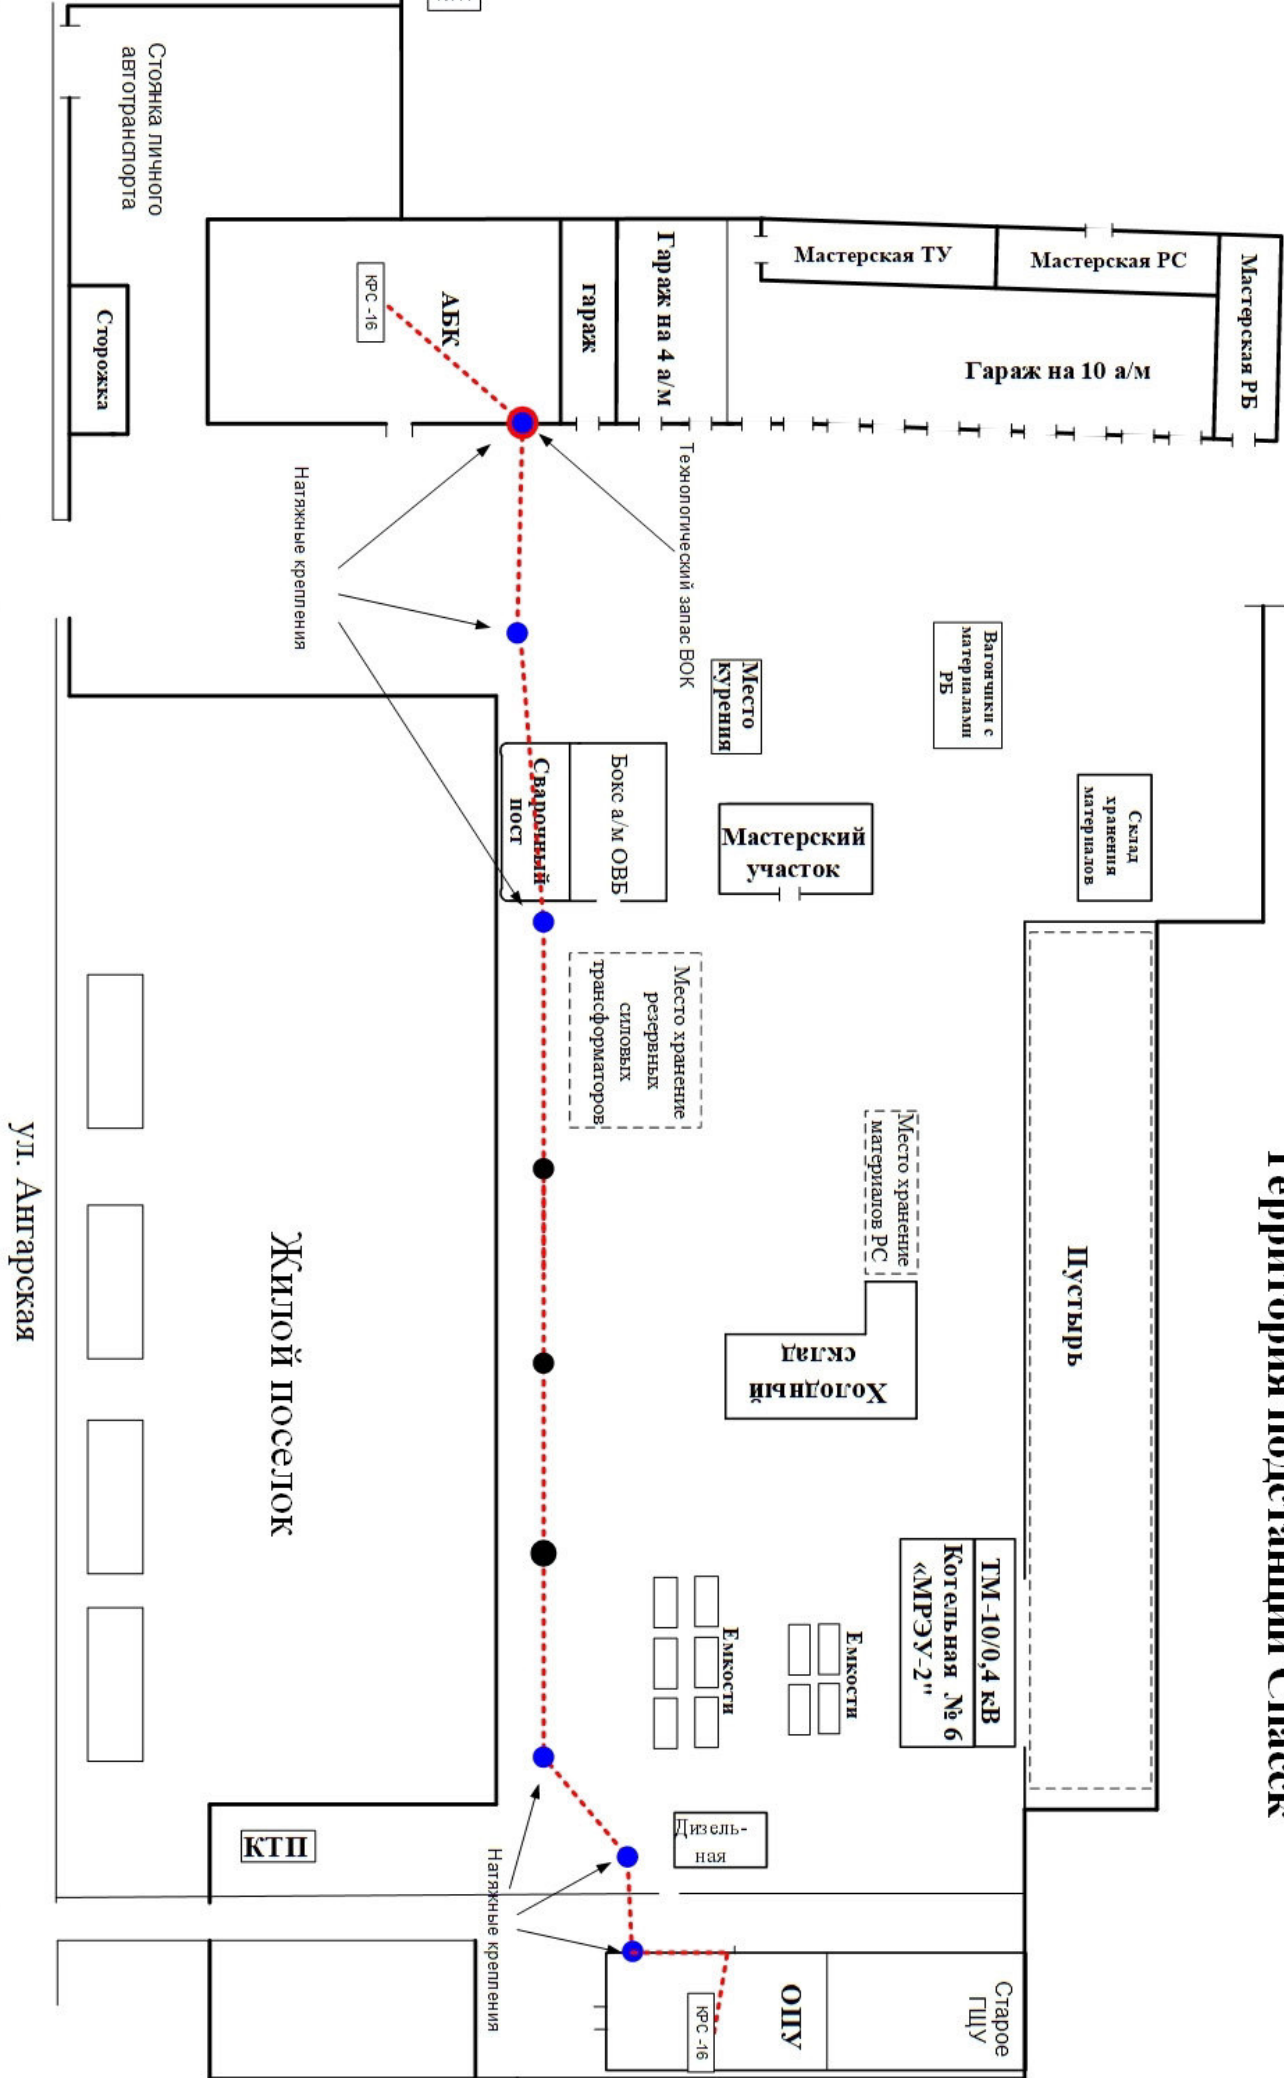 Территория подстанции Спасск
Стоянка личного
автотранспорта
Сторожка
КРС -16
АБК
гараж
Гараж на 4 а/м
Мастерская ТУ
Мастерская РС
Мастерская РБ
Гараж на 10 а/м
Натяжные крепления
Технологический запас ВОК
Место
курения
Вагончики с
материалами
РБ
Склад
хранения
материалов
Сварочный
пост
Бокс а/м ОВБ
Мастерский
участок
Место хранение
резервных
силовых
трансформаторов
Место хранение
материалов РС
Пустырь
Холодный
склад
Жилой поселок
ул. Ангарская
ТМ-10/0,4 кВ
Котельная № 6
«МРЭУ-2"
Емкости
Емкости
Дизель-
ная
КТП
Натяжные крепления
КРС -16
ОПУ
Старое
ГЩУ